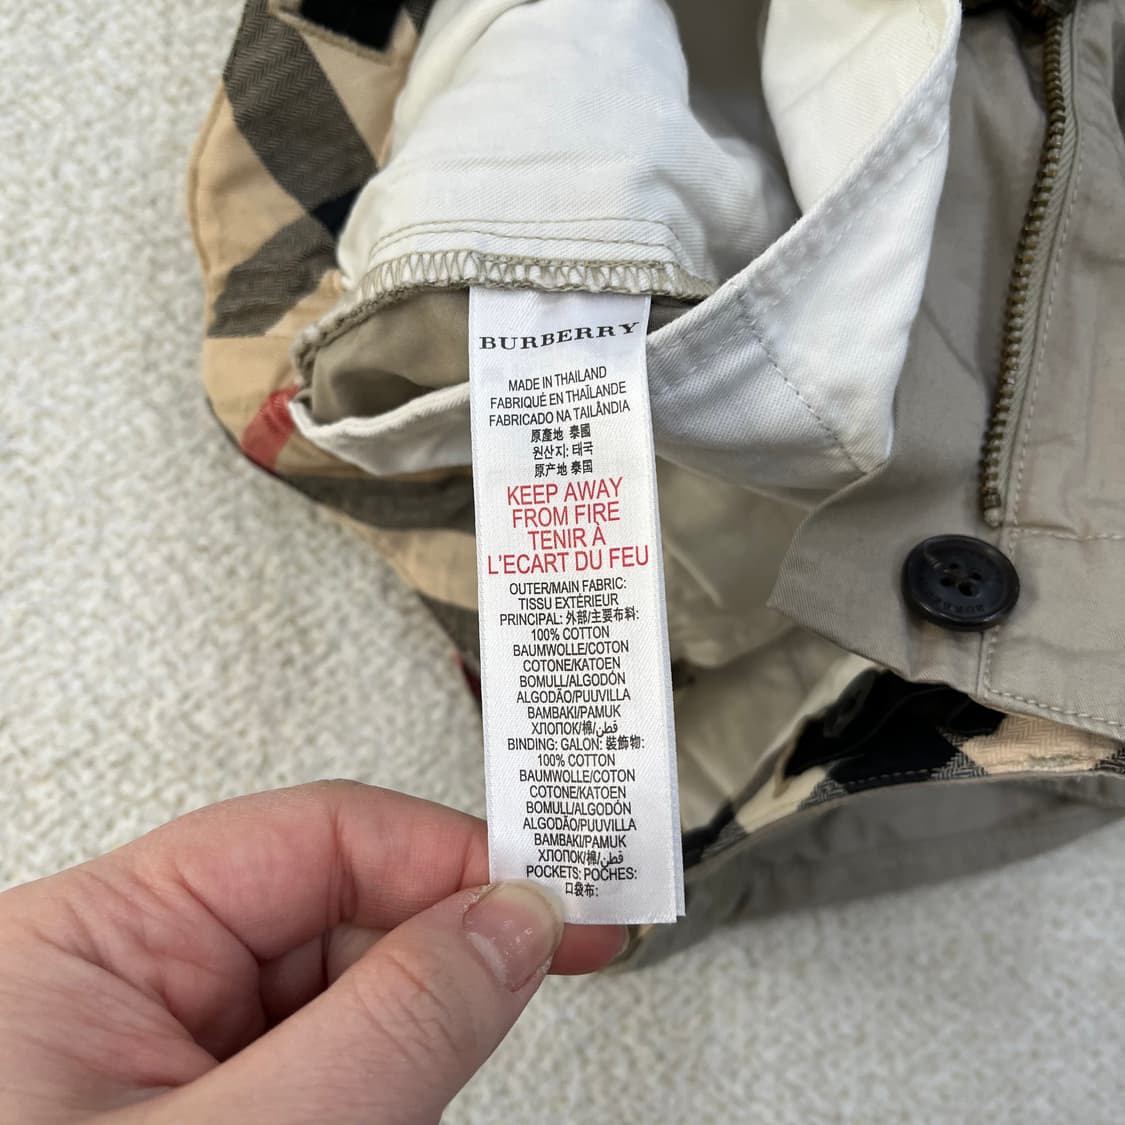 BURBERRY
MADE IN THAILAND
FABRIQUÉ EN THAÏLANDE
FABRICADO NA TAILÂNDIA
原產地 泰國
원산지: 태국
原产地 泰国
KEEP AWAY
FROM FIRE
TENIR À
L'ECART DU FEU
OUTER/MAIN FABRIC:
TISSU EXTÉRIEUR
PRINCIPAL: 外部/主要布料:
100% COTTON
BAUMWOLLE/COTON
COTONE/KATOEN
BOMULL/ALGODÓN
ALGODÃO/PUUVILLA
BAMBAKI/PAMUK
ХЛОПОК/棉/قطن
BINDING: GALON: 裝飾物:
100% COTTON
BAUMWOLLE/COTON
COTONE/KATOEN
BOMULL/ALGODÓN
ALGODÃO/PUUVILLA
BAMBAKI/PAMUK
ХЛОПОК/棉/قطن
POCKETS: POCHES:
口袋布: